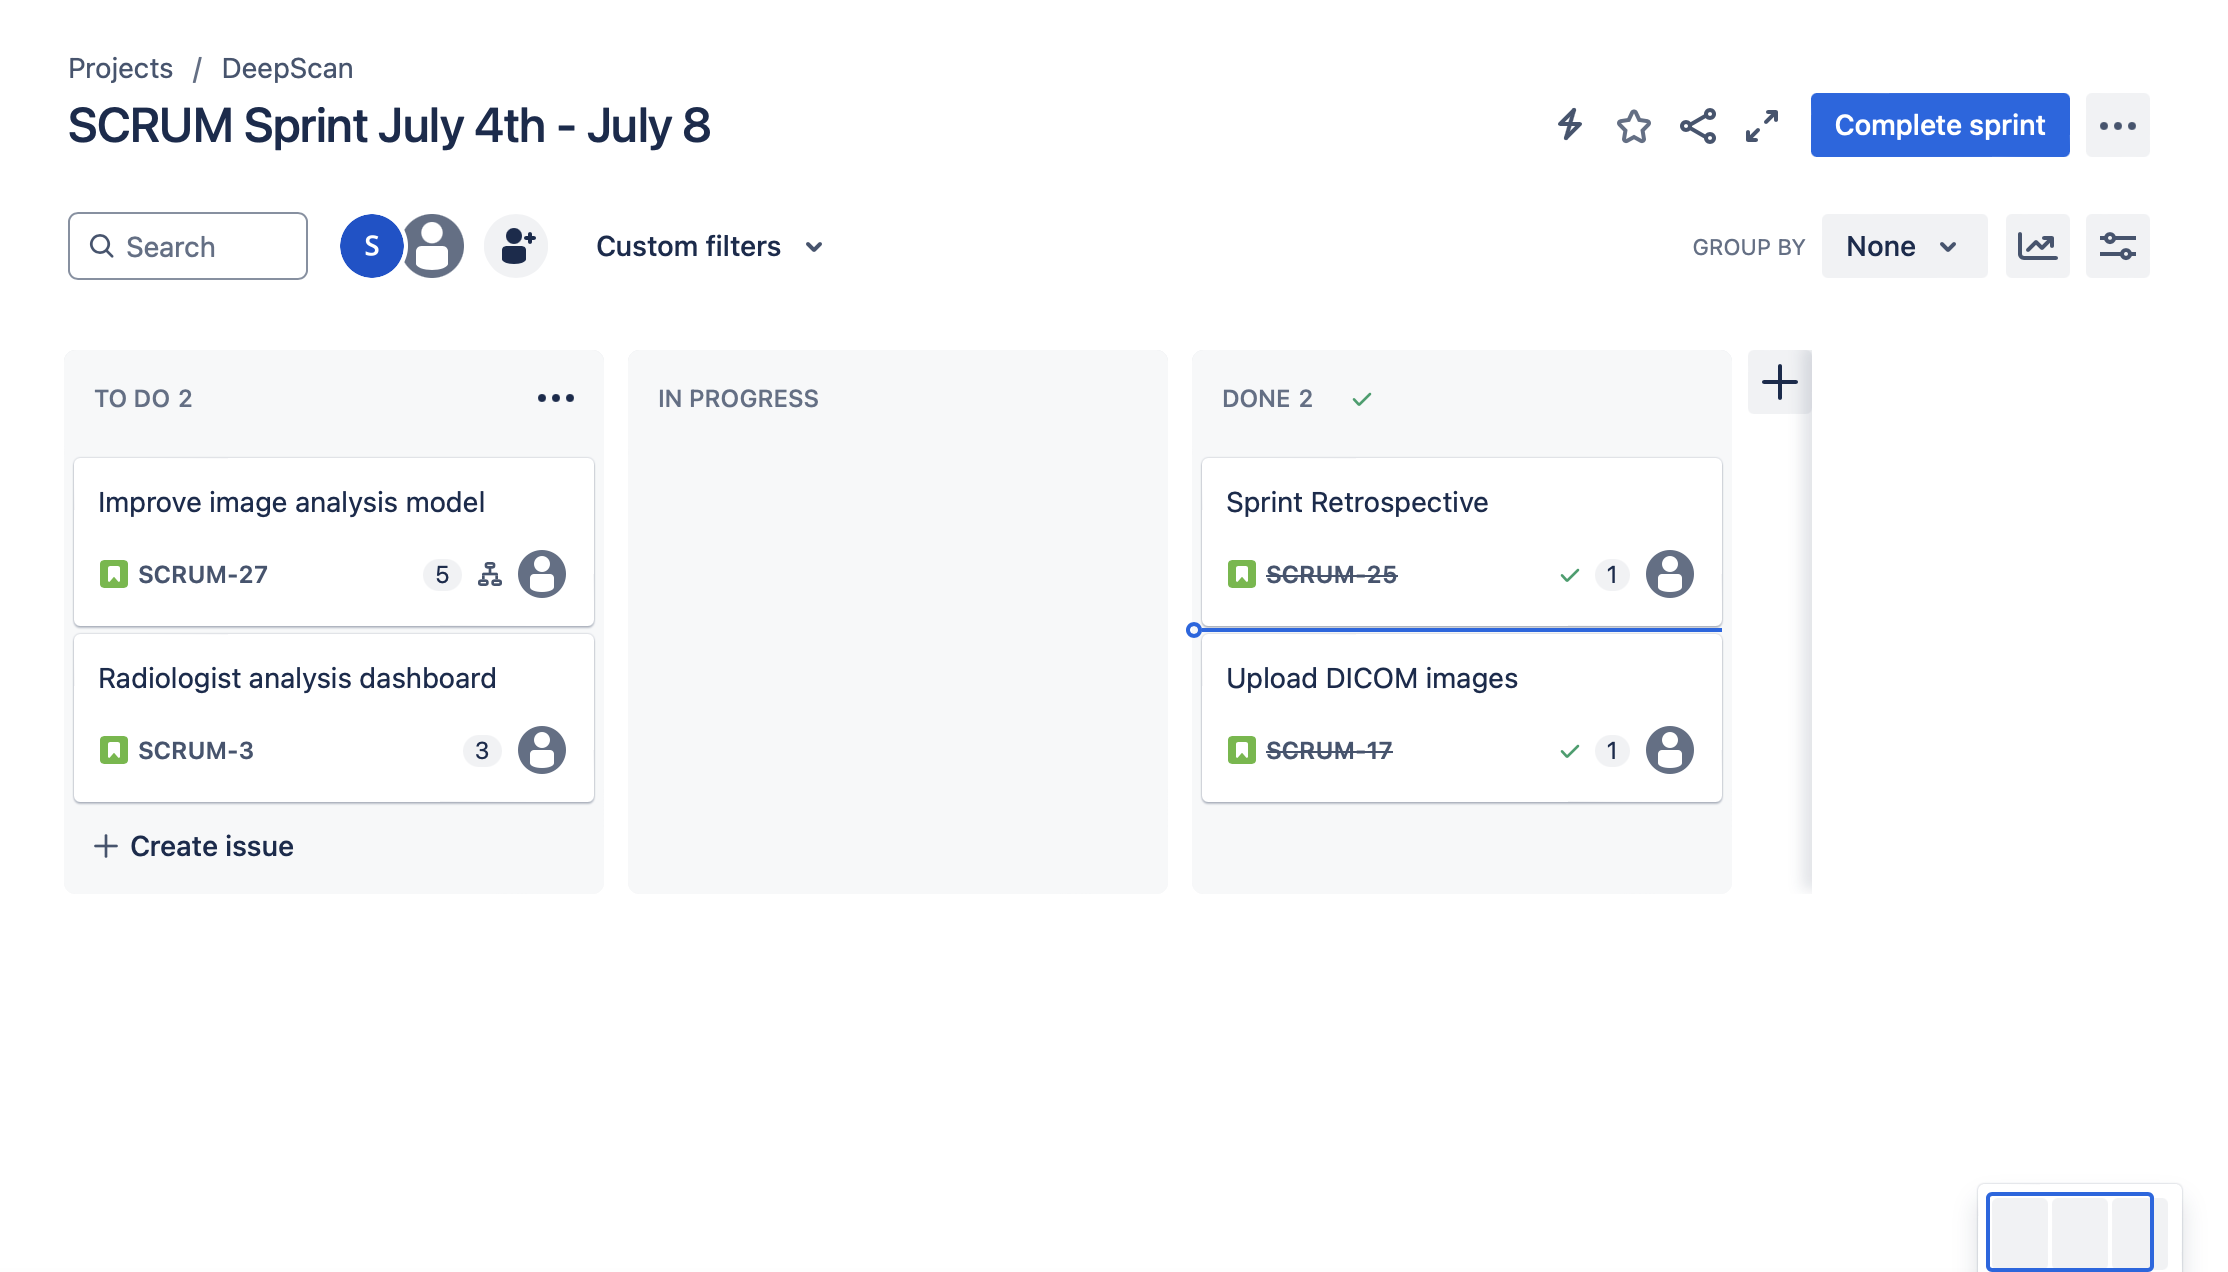 Projects / DeepScan
SCRUM Sprint July 4th - July 8
Complete sprint
Search
S
Custom filters
GROUP BY
None
TO DO 2
IN PROGRESS
DONE 2
Improve image analysis model
SCRUM-27
5
Radiologist analysis dashboard
SCRUM-3
3
Create issue
Sprint Retrospective
SCRUM-25
1
Upload DICOM images
SCRUM-17
1